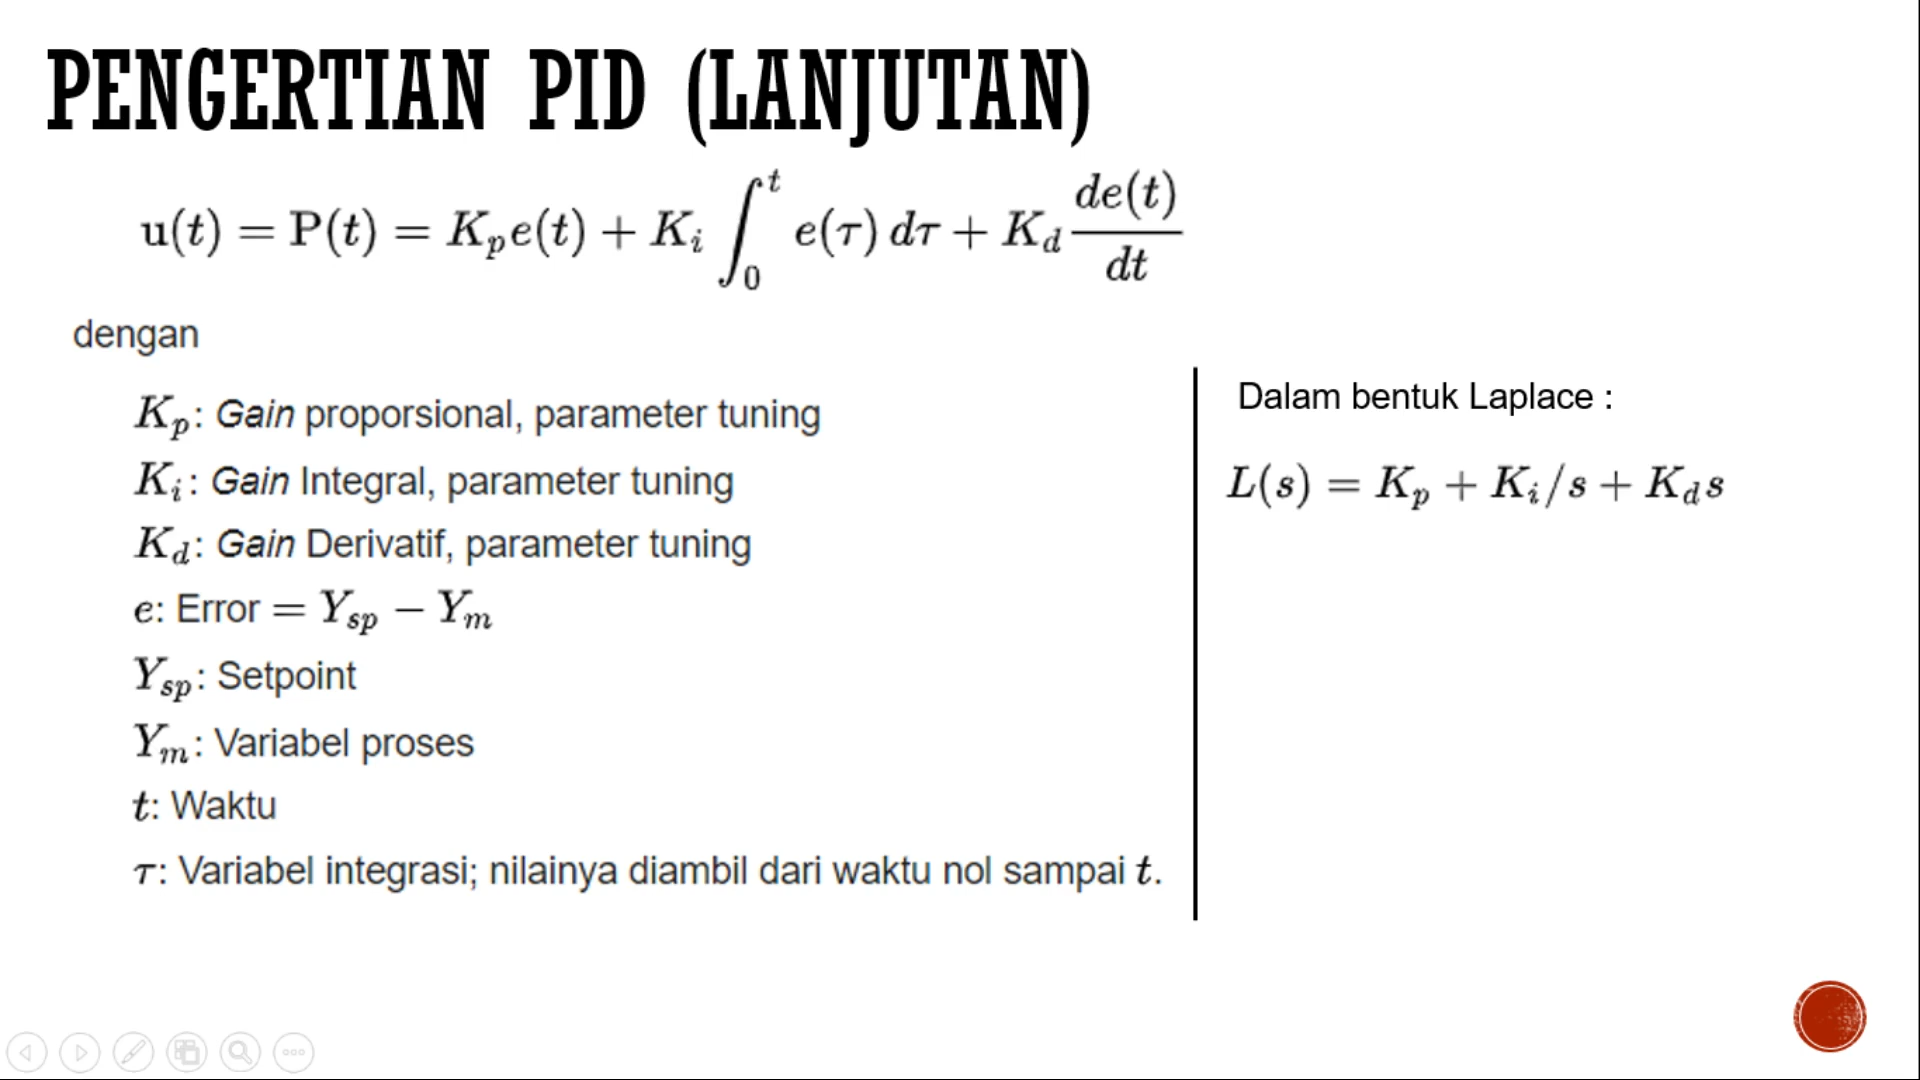 PENGERTIAN PID (LANJUTAN)
u(t) = P(t) = K_p e(t) + K_i ∫_0^t e(τ) dτ + K_d de(t)/dt
dengan
K_p: Gain proporsional, parameter tuning
K_i: Gain Integral, parameter tuning
K_d: Gain Derivatif, parameter tuning
e: Error = Y_sp − Y_m
Y_sp: Setpoint
Y_m: Variabel proses
t: Waktu
τ: Variabel integrasi; nilainya diambil dari waktu nol sampai t.
Dalam bentuk Laplace :
L(s) = K_p + K_i/s + K_d s